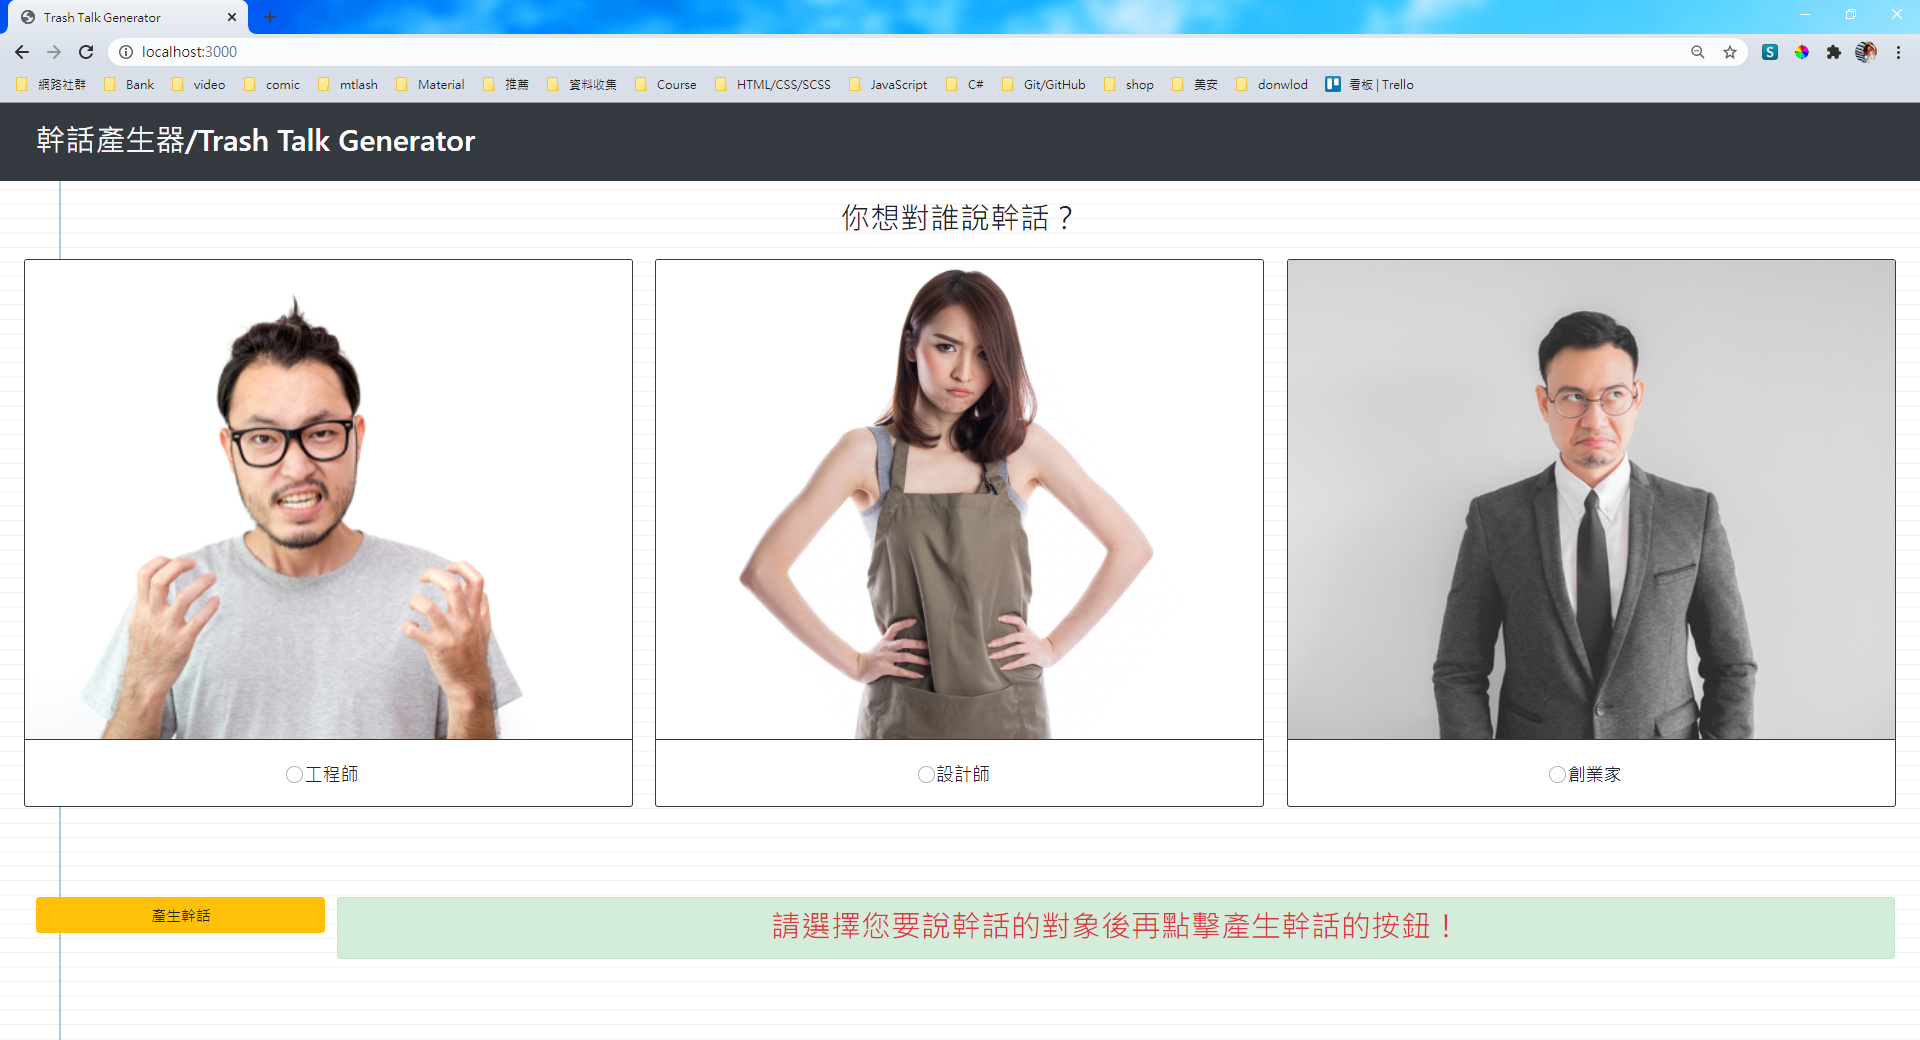 Trash Talk Generator
localhost:3000
網路社群 Bank video comic mtlash Material 推薦 資料收集 Course HTML/CSS/SCSS JavaScript C# Git/GitHub shop 美安 donwlod 看板 | Trello
幹話產生器/Trash Talk Generator
你想對誰說幹話？
工程師 設計師 創業家
產生幹話
請選擇您要說幹話的對象後再點擊產生幹話的按鈕！